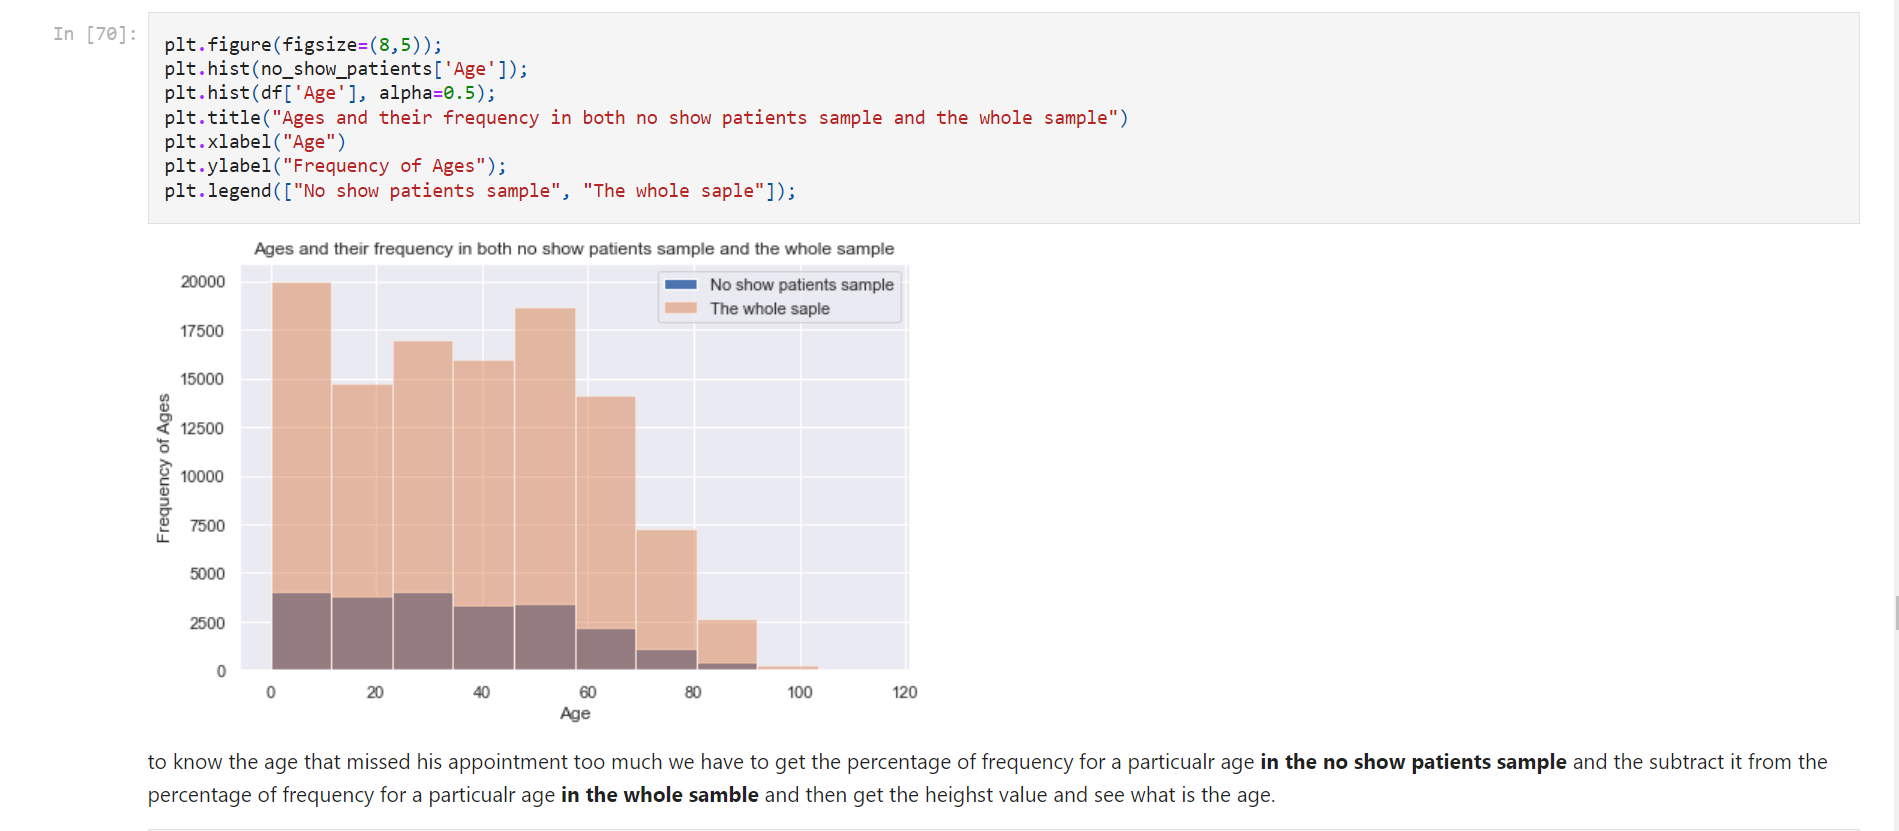 In [70]:
plt.figure(figsize=(8,5));
plt.hist(no_show_patients['Age']);
plt.hist(df['Age'], alpha=0.5);
plt.title("Ages and their frequency in both no show patients sample and the whole sample")
plt.xlabel("Age")
plt.ylabel("Frequency of Ages");
plt.legend(["No show patients sample", "The whole saple"]);
Ages and their frequency in both no show patients sample and the whole sample
No show patients sample
The whole saple
Frequency of Ages
20000
17500
15000
12500
10000
7500
5000
2500
0
0 20 40 60 80 100 120
Age
to know the age that missed his appointment too much we have to get the percentage of frequency for a particualr age in the no show patients sample and the subtract it from the
percentage of frequency for a particualr age in the whole samble and then get the heighst value and see what is the age.